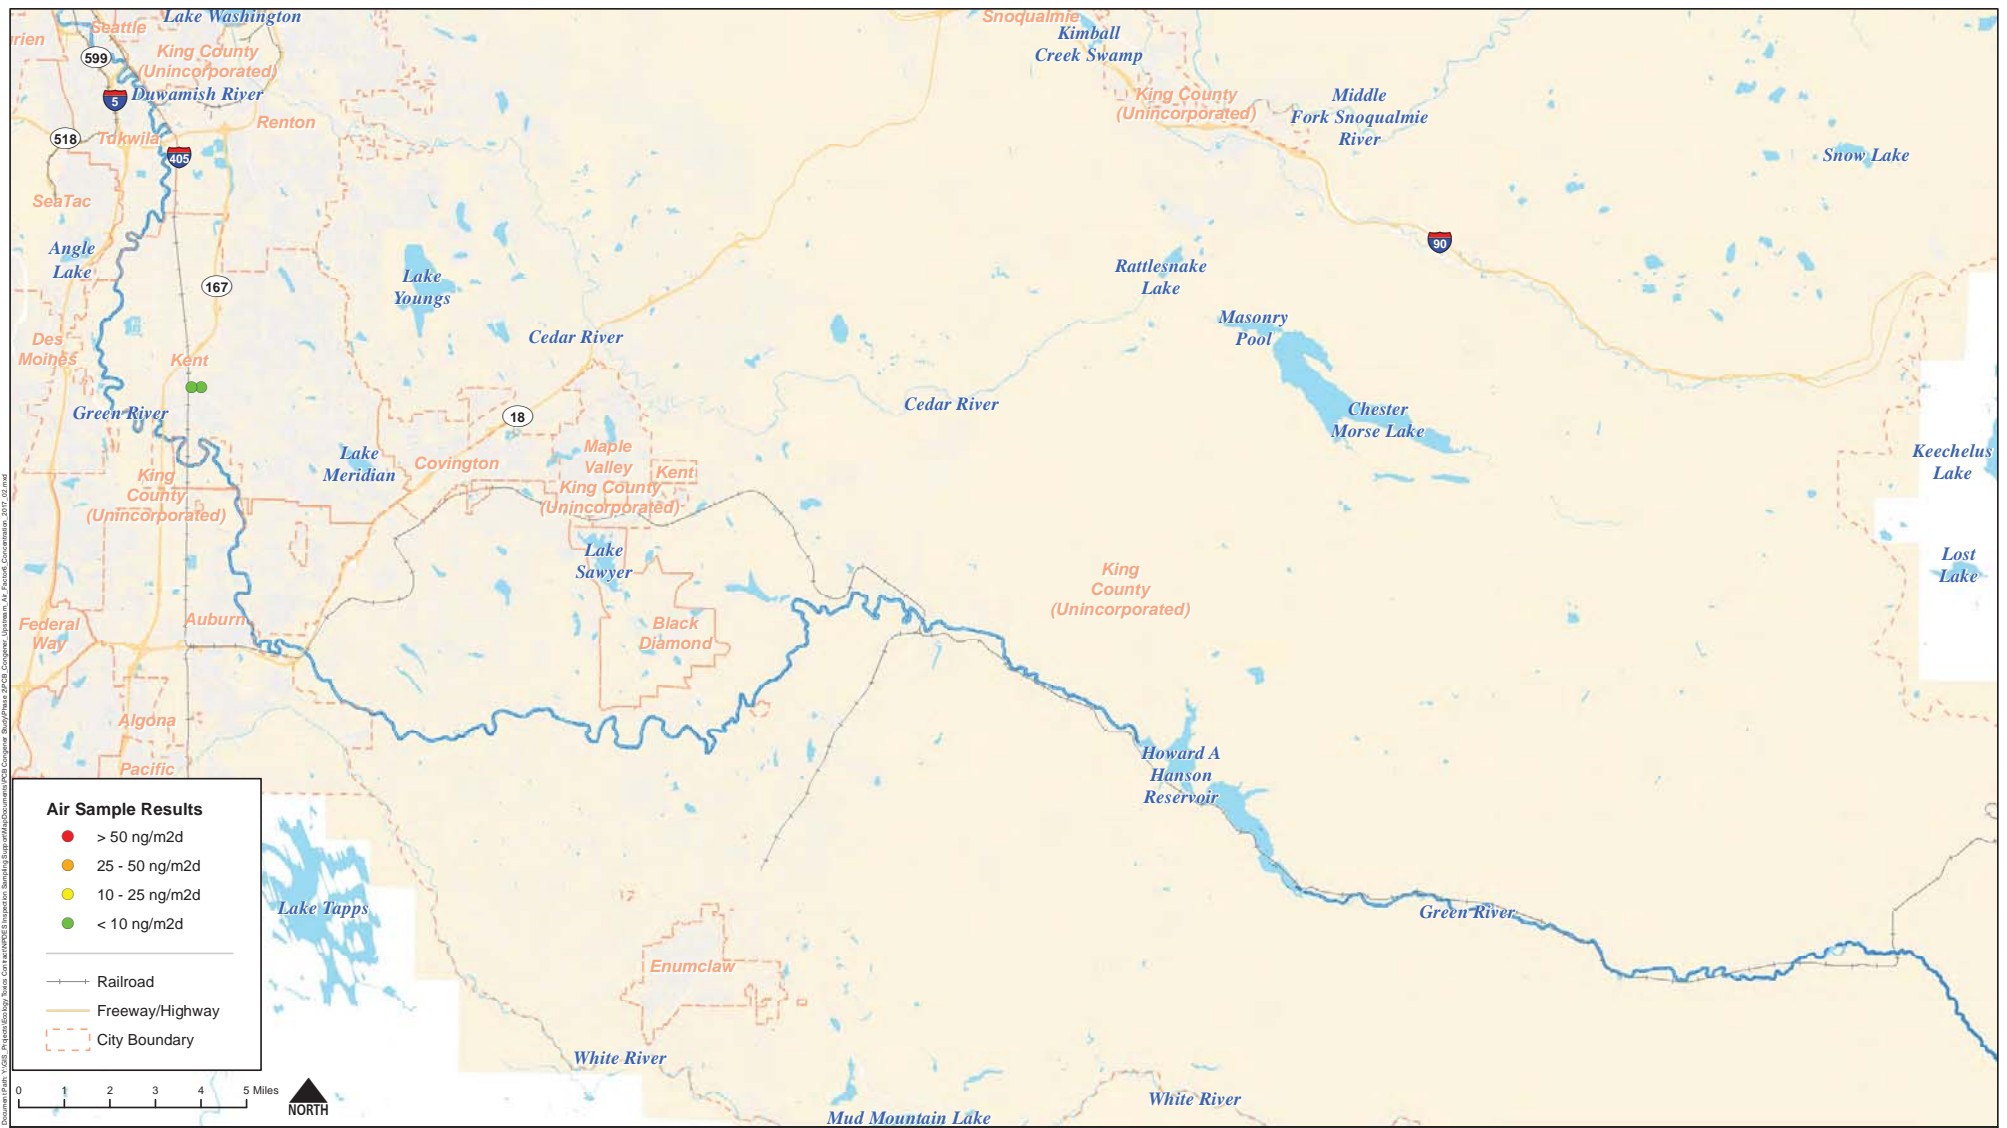 Lake Washington
Seattle
rien
599
King County
(Unincorporated)
5
Duwamish River
Renton
518
Tukwila
405
SeaTac
Angle
Lake
167
Lake
Youngs
Des
Moines
Kent
Green River
Cedar River
18
Lake
Meridian
Covington
Maple
Valley
King County
(Unincorporated)
Kent
King
County
(Unincorporated)
Lake
Sawyer
Black
Diamond
Federal
Way
Auburn
Algona
Pacific
Snoqualmie
Kimball
Creek Swamp
King County
(Unincorporated)
Middle
Fork Snoqualmie
River
Snow Lake
90
Rattlesnake
Lake
Masonry
Pool
Cedar River
Chester
Morse Lake
Keechelus
Lake
Lost
Lake
King
County
(Unincorporated)
Howard A
Hanson
Reservoir
Green River
Lake Tapps
Enumclaw
White River
Mud Mountain Lake
White River
Air Sample Results
> 50 ng/m2d
25 - 50 ng/m2d
10 - 25 ng/m2d
< 10 ng/m2d
Railroad
Freeway/Highway
City Boundary
0 1 2 3 4 5 Miles
NORTH